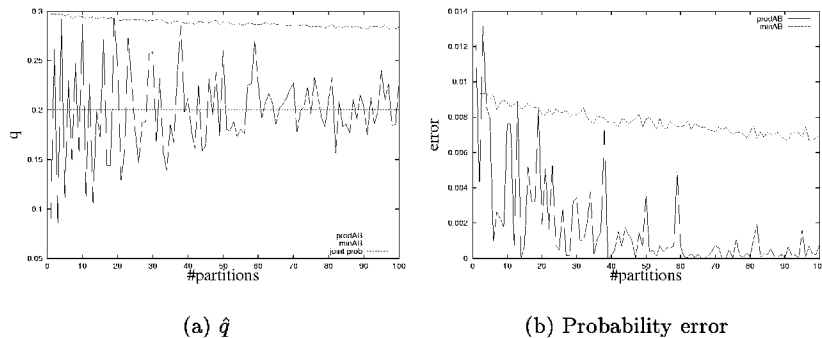 0.3
0.25
0.2
0.15
0.1
0.05
q
0 10 20 30 40 50 60 70 80 90 100
#partitions
prodAB
minAB
joint prob
0.014
0.012
0.01
0.008
0.006
0.004
0.002
0
error
0 10 20 30 40 50 60 70 80 90 100
#partitions
prodAB
minAB
(a) q̂
(b) Probability error